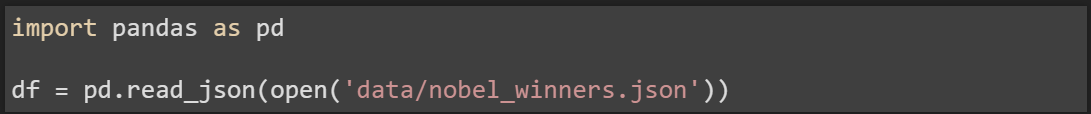 import pandas as pd
df = pd.read_json(open('data/nobel_winners.json'))